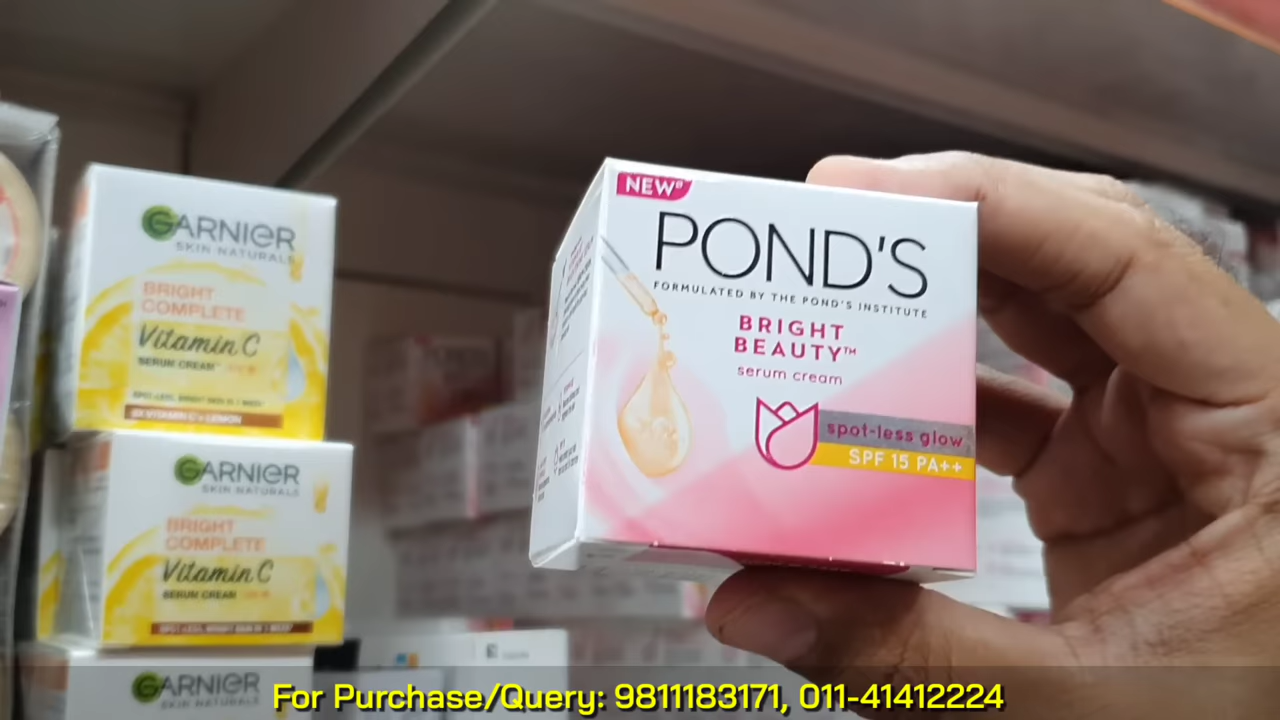 NEW
POND'S
FORMULATED BY THE POND'S INSTITUTE
BRIGHT
BEAUTY™
serum cream
spot-less glow
SPF 15 PA++
GARNIER
SKIN NATURALS
BRIGHT
COMPLETE
Vitamin C
SERUM CREAM
GARNIER
SKIN NATURALS
BRIGHT
COMPLETE
Vitamin C
SERUM CREAM
GARNIER
SKIN NATURALS
For Purchase/Query: 9811183171, 011-41412224